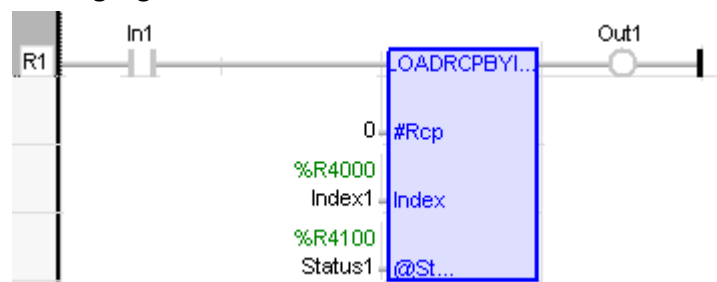 In1
Out1
R1
LOADRCPBYI...
0
#Rcp
%R4000
Index1
Index
%R4100
Status1
@St...